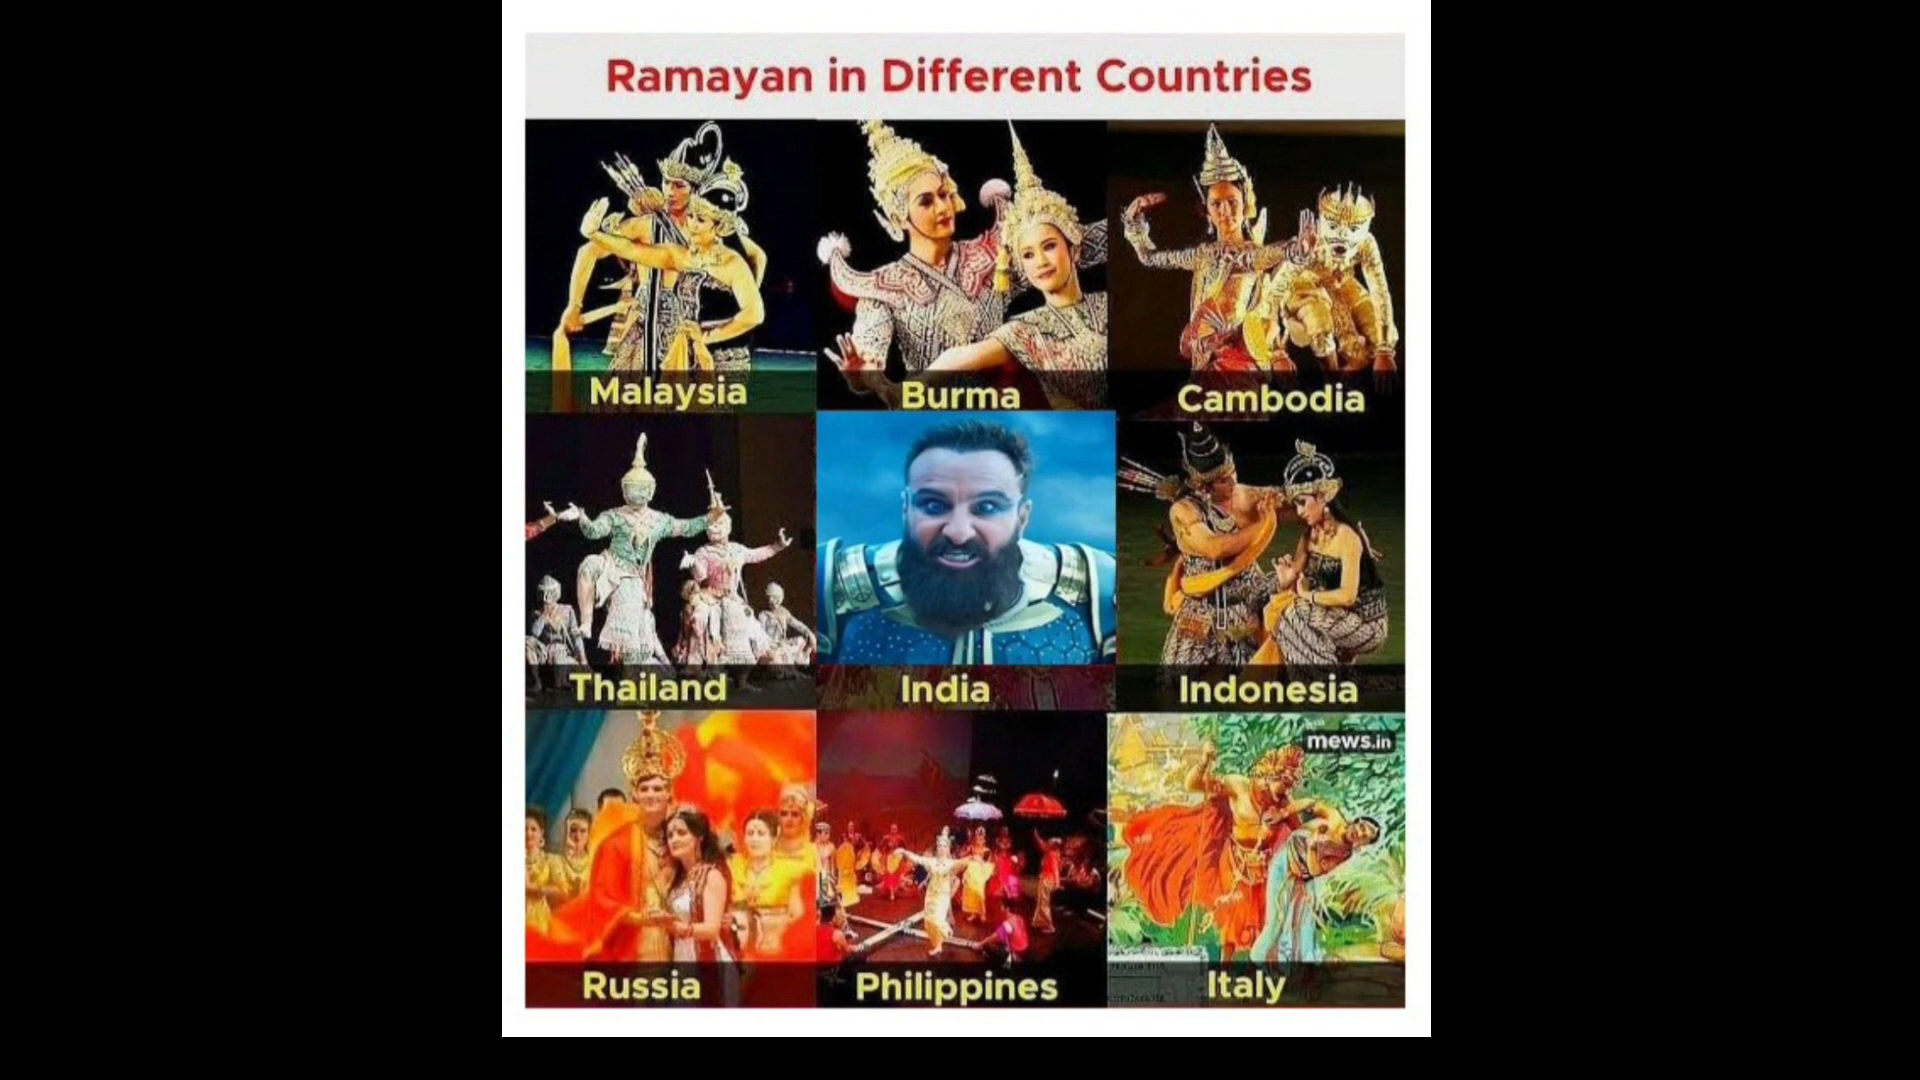 Ramayan in Different Countries
Malaysia
Burma
Cambodia
Thailand
India
Indonesia
mews.in
Russia
Philippines
Italy